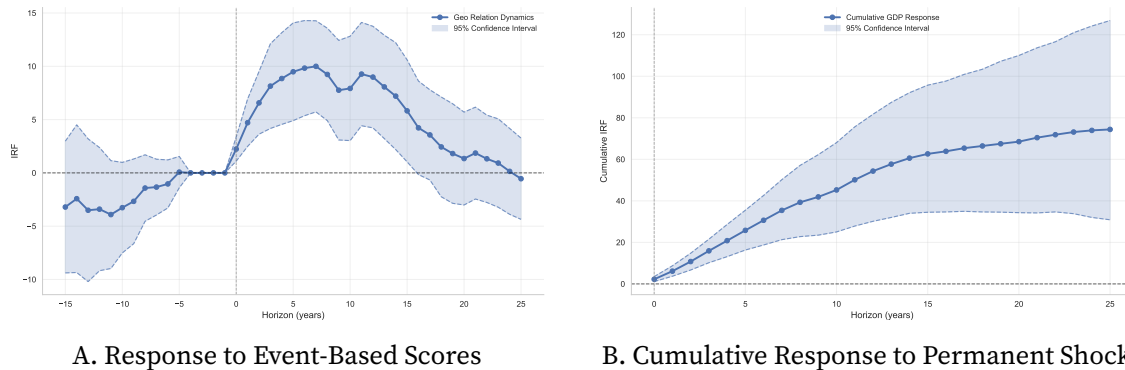 15
10
5
0
−5
−10
IRF
−15
−10
−5
0
5
10
15
20
25
Horizon (years)
Geo Relation Dynamics
95% Confidence Interval
A. Response to Event-Based Scores
120
100
80
60
40
20
0
Cumulative IRF
0
5
10
15
20
25
Horizon (years)
Cumulative GDP Response
95% Confidence Interval
B. Cumulative Response to Permanent Shock